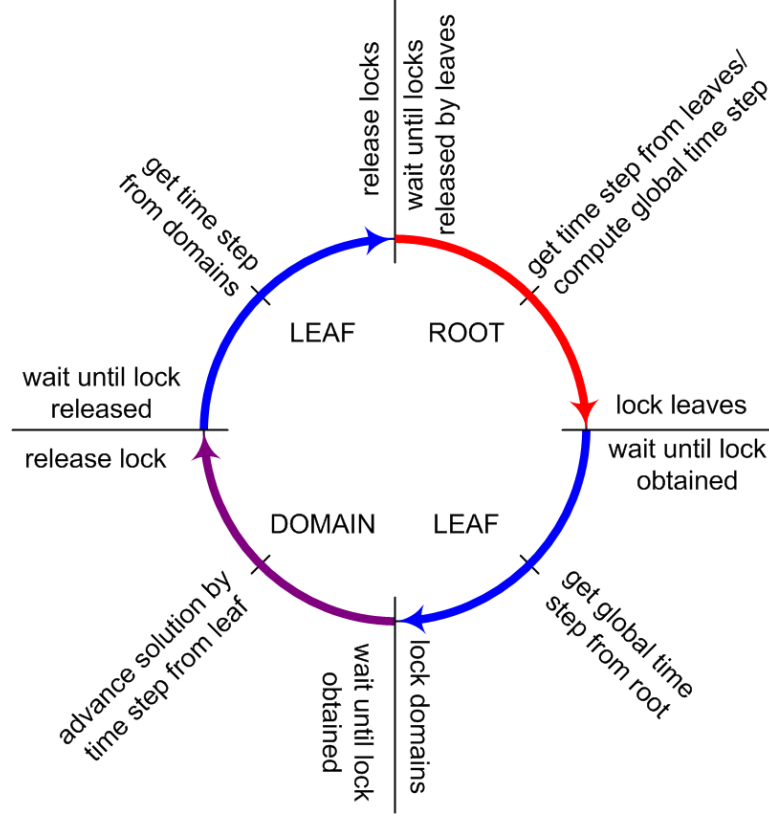 release locks
wait until locks
released by leaves
get time step from leaves/
compute global time step
get time step
from domains
LEAF
ROOT
wait until lock
released
lock leaves
release lock
wait until lock
obtained
DOMAIN
LEAF
advance solution by
time step from leaf
get global time
step from root
wait until lock
obtained
lock domains